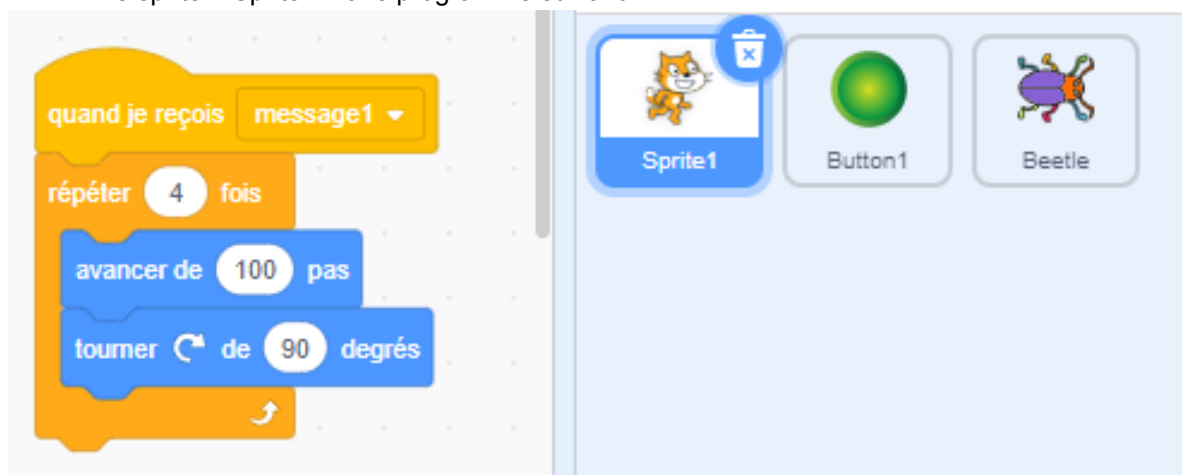 quand je reçois message1
répéter 4 fois
avancer de 100 pas
tourner de 90 degrés
Sprite1
Button1
Beetle